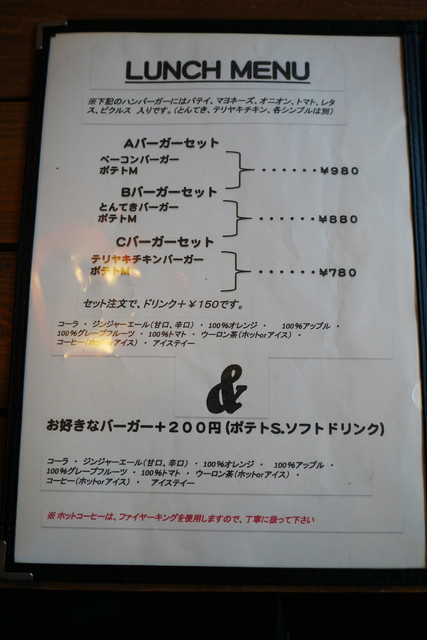 LUNCH MENU
※下記のハンバーガーにはパテイ、マヨネーズ、オニオン、トマト、レタ
ス、ピクルス 入りです。(とんてき、テリヤキチキン、各シンプルは別)
Aバーガーセット
ベーコンバーガー
ポテトM ・・・・・・¥980
Bバーガーセット
とんてきバーガー
ポテトM ・・・・・・¥880
Cバーガーセット
テリヤキチキンバーガー
ポテトM ・・・・・・¥780
セット注文で、ドリンク+¥150です。
コーラ ・ ジンジャーエール(甘口、辛口) ・ 100%オレンジ ・ 100%アップル ・
100%グレープフルーツ ・ 100%トマト ・ ウーロン茶(ホットorアイス) ・
コーヒー(ホットorアイス) ・ アイステイー
&
お好きなバーガー+200円(ポテトS.ソフトドリンク)
コーラ ・ ジンジャーエール(甘口、辛口) ・ 100%オレンジ ・ 100%アップル ・
100%グレープフルーツ ・ 100%トマト ・ ウーロン茶(ホットorアイス) ・
コーヒー(ホットorアイス) ・ アイステイー
※ホットコーヒーは、ファイヤーキングを使用しますので、丁寧に扱って下さい